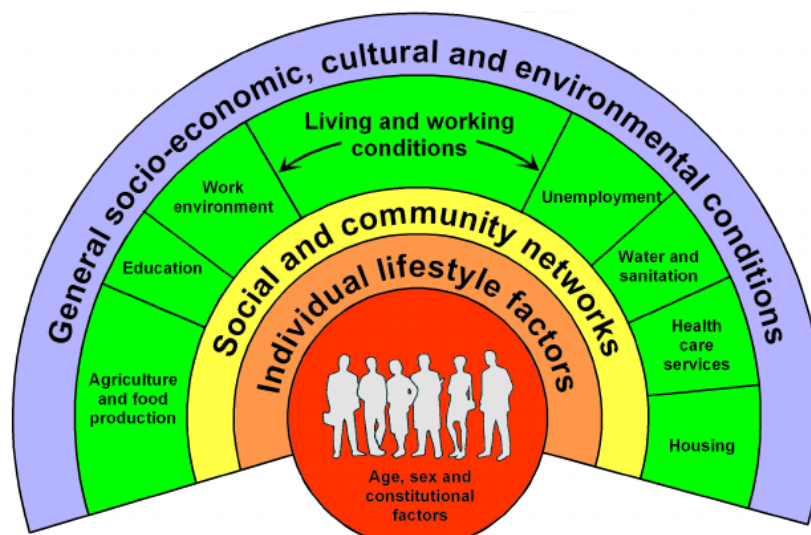 General socio-economic, cultural and environmental conditions
Living and working
conditions
Work
environment
Education
Agriculture
and food
production
Unemployment
Water and
sanitation
Health
care
services
Housing
Social and community networks
Individual lifestyle factors
Age, sex and
constitutional
factors